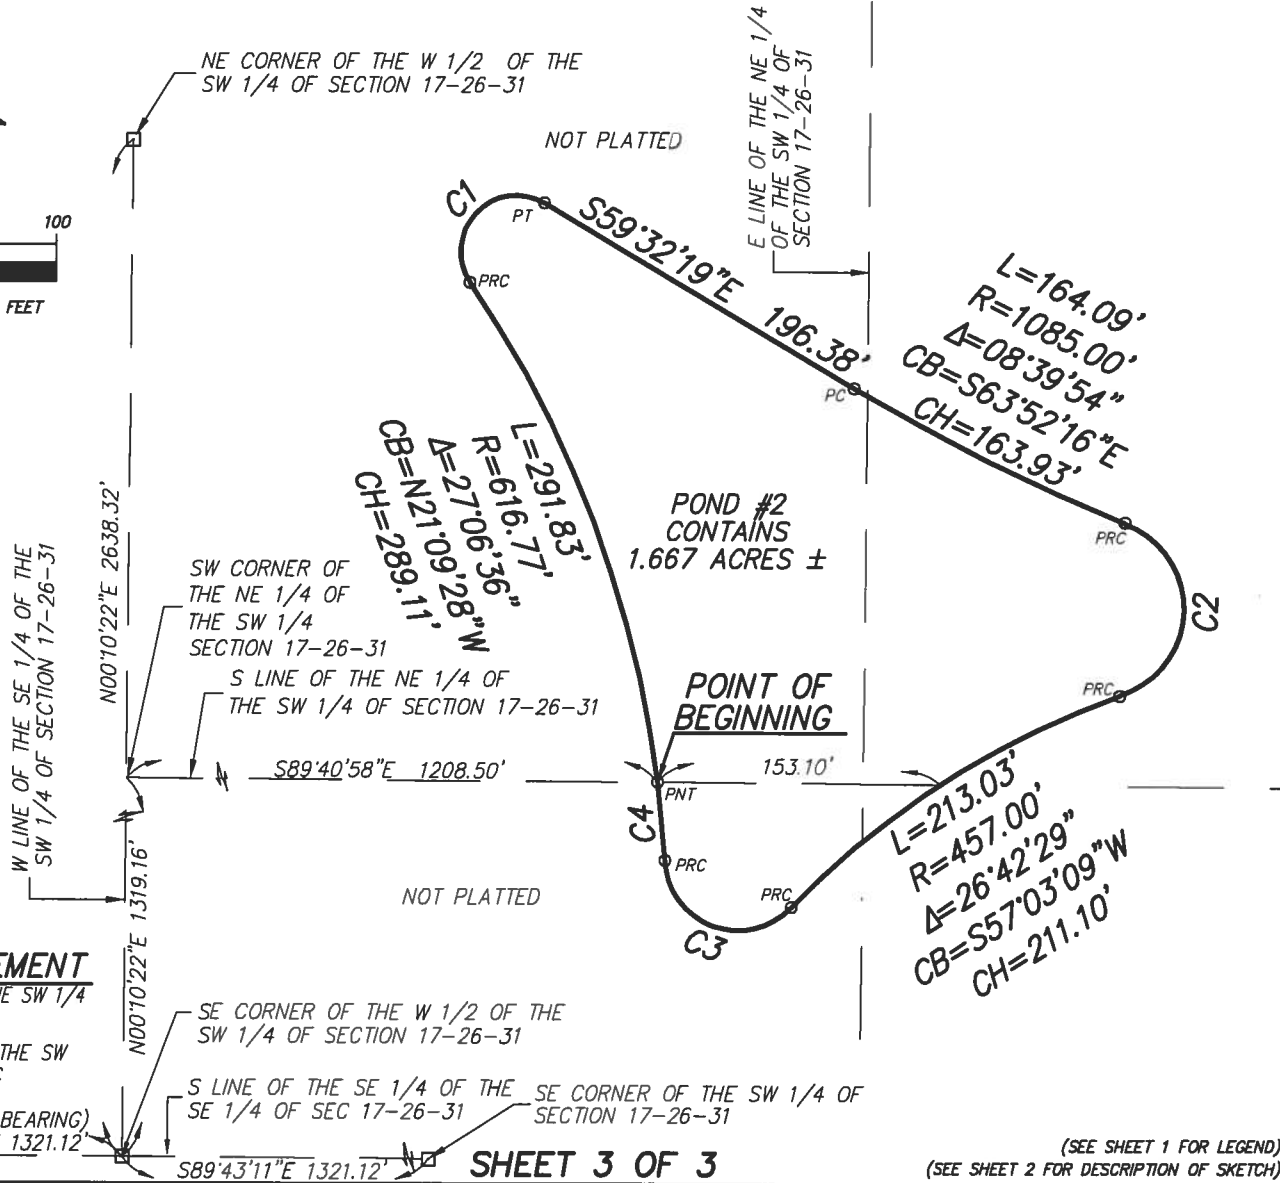 NE CORNER OF THE W 1/2 OF THE
SW 1/4 OF SECTION 17-26-31
NOT PLATTED
E LINE OF THE NE 1/4
OF THE SW 1/4 OF
SECTION 17-26-31
100
FEET
C1
PT
PRC
S59°32'19"E 196.38'
PC
L=164.09'
R=1085.00'
Δ=08°39'54"
CB=S63°52'16"E
CH=163.93'
PRC
C2
PRC
L=291.83'
R=616.77'
Δ=27°06'36"
CB=N21°09'28"W
CH=289.11'
POND #2
CONTAINS
1.667 ACRES ±
N00°10'22"E 2638.32'
W LINE OF THE SE 1/4 OF THE
SW 1/4 OF SECTION 17-26-31
SW CORNER OF
THE NE 1/4 OF
THE SW 1/4
SECTION 17-26-31
S LINE OF THE NE 1/4 OF
THE SW 1/4 OF SECTION 17-26-31
POINT OF
BEGINNING
S89°40'58"E 1208.50'
153.10'
PNT
C4
PRC
C3
PRC
L=213.03'
R=457.00'
Δ=26°42'29"
CB=S57°03'09"W
CH=211.10'
N00°10'22"E 1319.16'
NOT PLATTED
EMENT
E SW 1/4
THE SW
BEARING)
1321.12'
SE CORNER OF THE W 1/2 OF THE
SW 1/4 OF SECTION 17-26-31
S LINE OF THE SE 1/4 OF THE
SE 1/4 OF SEC 17-26-31
SE CORNER OF THE SW 1/4 OF
SECTION 17-26-31
S89°43'11"E 1321.12'
SHEET 3 OF 3
(SEE SHEET 1 FOR LEGEND)
(SEE SHEET 2 FOR DESCRIPTION OF SKETCH)